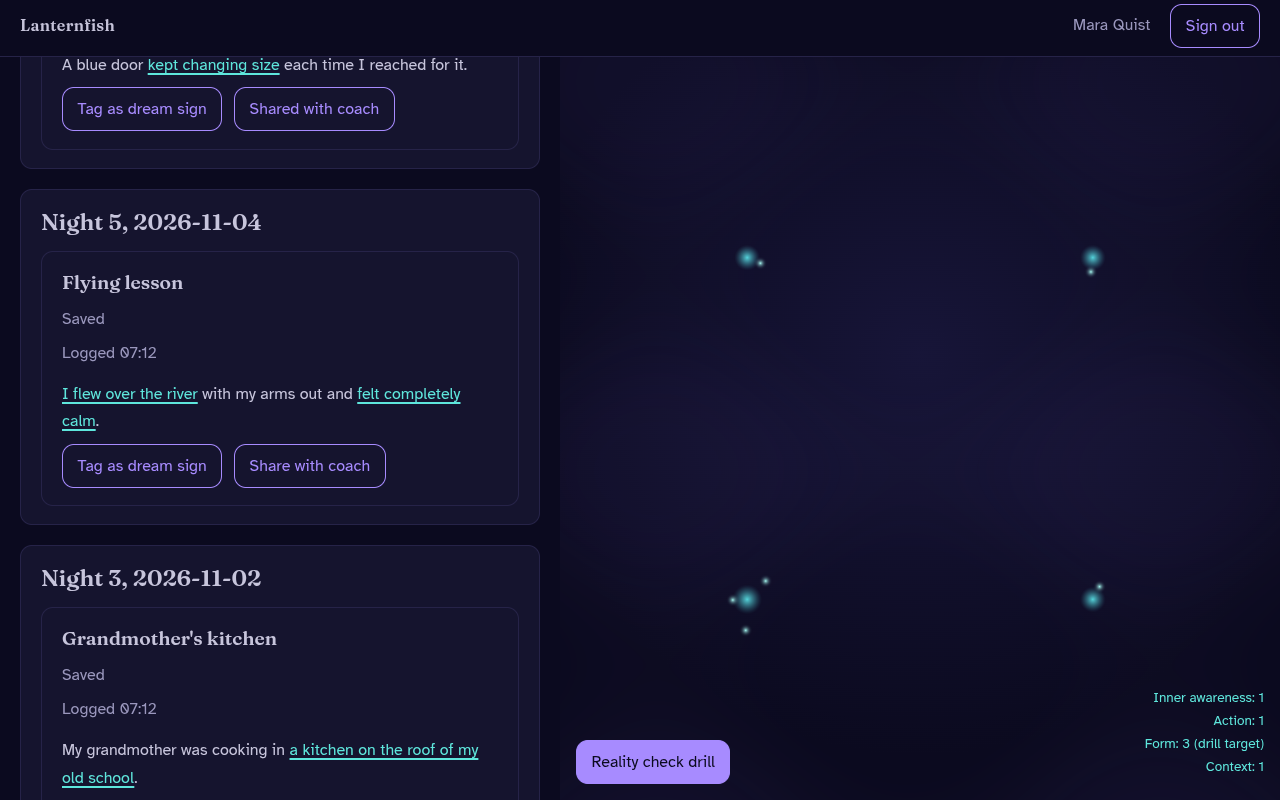 Lanternfish
Mara Quist
Sign out
A blue door kept changing size each time I reached for it.
Tag as dream sign
Shared with coach
Night 5, 2026-11-04
Flying lesson
Saved
Logged 07:12
I flew over the river with my arms out and felt completely
calm.
Tag as dream sign
Share with coach
Night 3, 2026-11-02
Grandmother's kitchen
Saved
Logged 07:12
My grandmother was cooking in a kitchen on the roof of my
old school.
Reality check drill
Inner awareness: 1
Action: 1
Form: 3 (drill target)
Context: 1